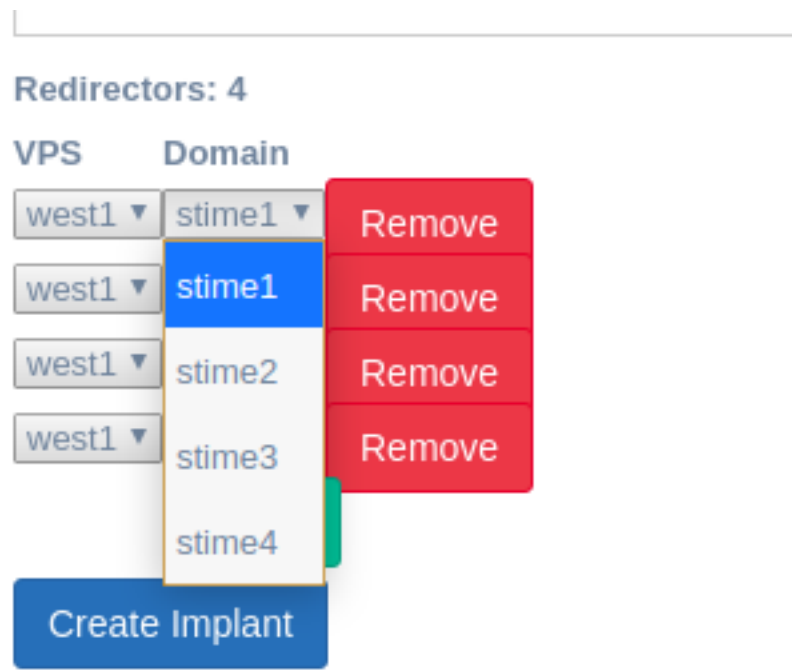 Redirectors: 4
VPS Domain
west1 stime1 Remove
stime1
west1 Remove
stime2
west1 Remove
stime3
west1 Remove
stime4
Create Implant